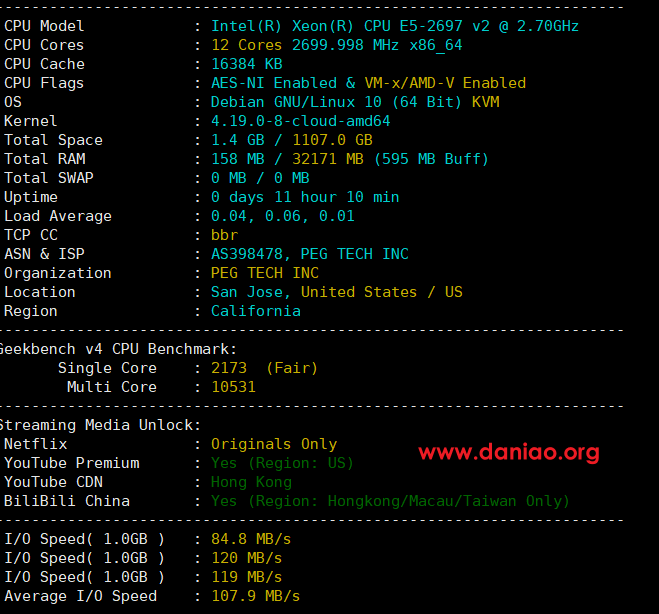 CPU Model : Intel(R) Xeon(R) CPU E5-2697 v2 @ 2.70GHz
CPU Cores : 12 Cores 2699.998 MHz x86_64
CPU Cache : 16384 KB
CPU Flags : AES-NI Enabled & VM-x/AMD-V Enabled
OS : Debian GNU/Linux 10 (64 Bit) KVM
Kernel : 4.19.0-8-cloud-amd64
Total Space : 1.4 GB / 1107.0 GB
Total RAM : 158 MB / 32171 MB (595 MB Buff)
Total SWAP : 0 MB / 0 MB
Uptime : 0 days 11 hour 10 min
Load Average : 0.04, 0.06, 0.01
TCP CC : bbr
ASN & ISP : AS398478, PEG TECH INC
Organization : PEG TECH INC
Location : San Jose, United States / US
Region : California
Geekbench v4 CPU Benchmark:
Single Core : 2173 (Fair)
Multi Core : 10531
Streaming Media Unlock:
Netflix : Originals Only
www.daniao.org
YouTube Premium : Yes (Region: US)
YouTube CDN : Hong Kong
BiliBili China : Yes (Region: Hongkong/Macau/Taiwan Only)
I/O Speed( 1.0GB ) : 84.8 MB/s
I/O Speed( 1.0GB ) : 120 MB/s
I/O Speed( 1.0GB ) : 119 MB/s
Average I/O Speed : 107.9 MB/s